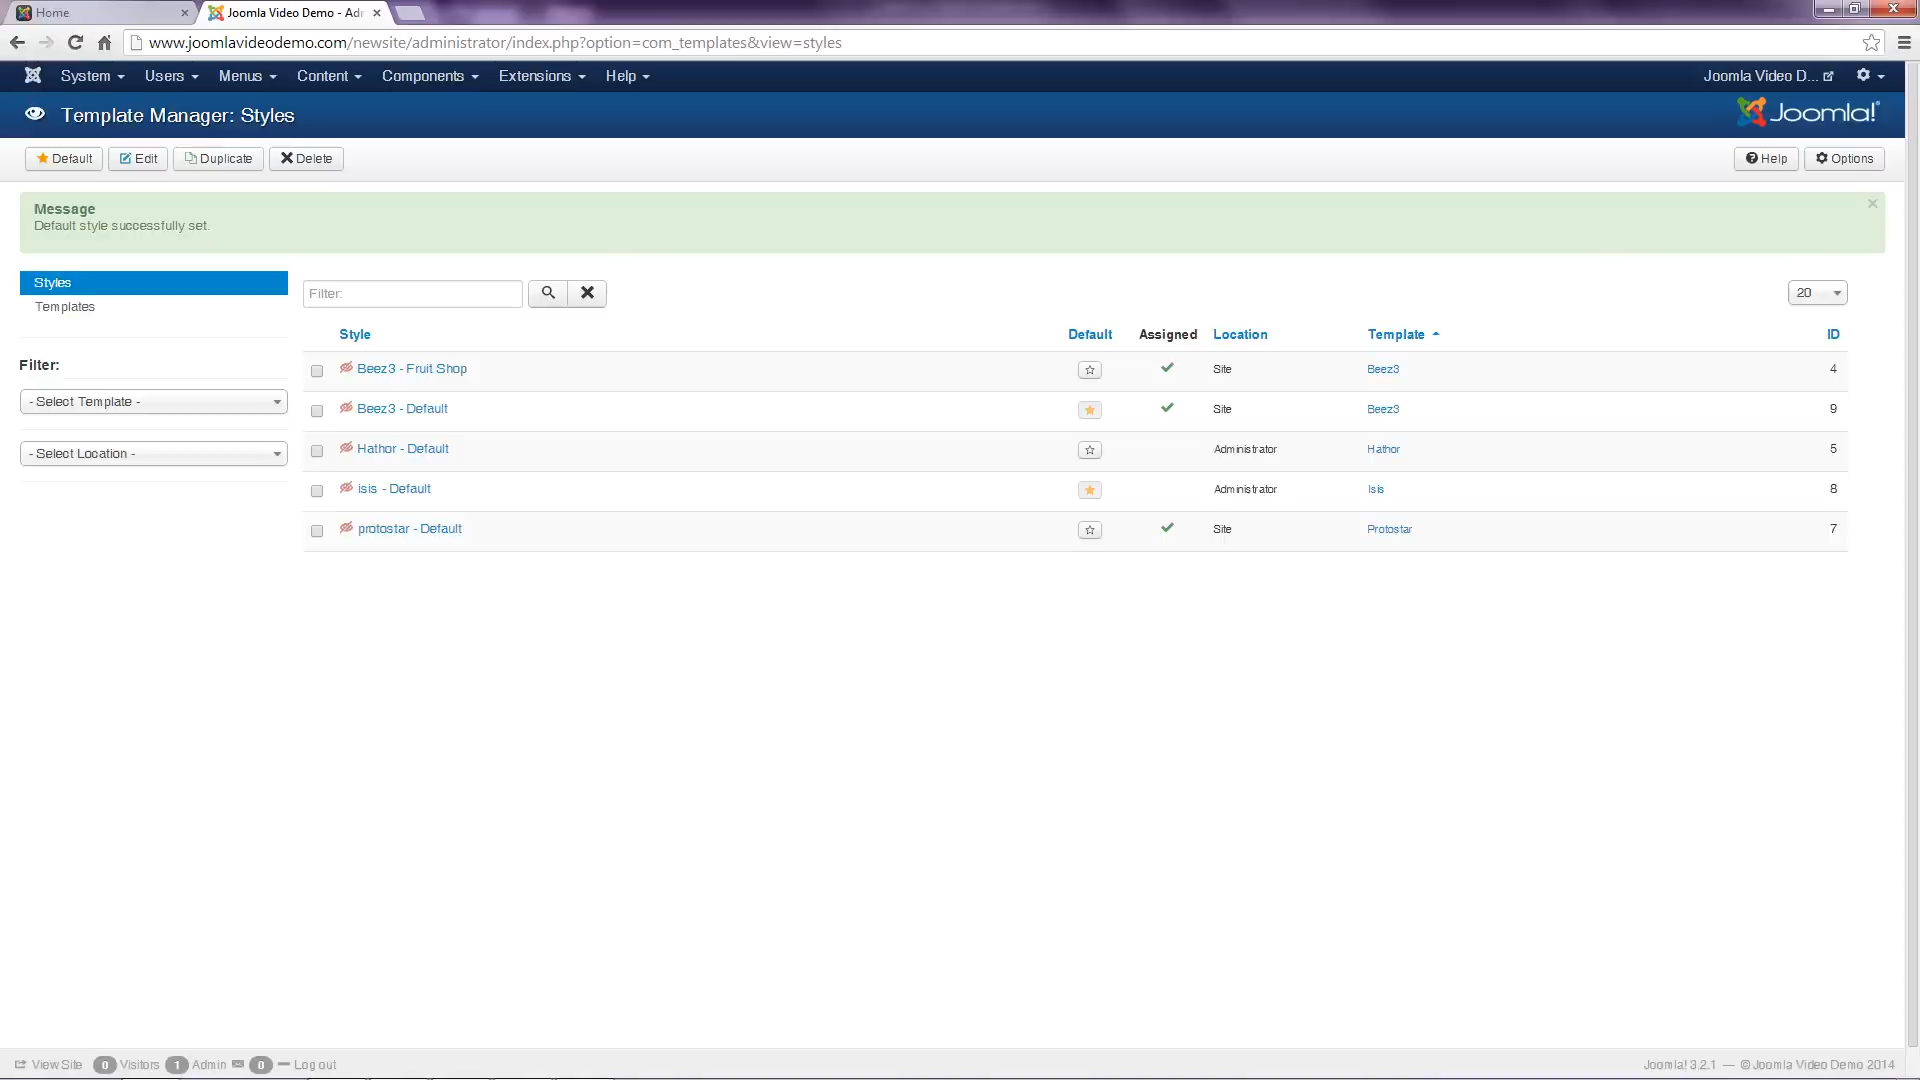 Home
Joomla Video Demo - Adr
www.joomlavideodemo.com/newsite/administrator/index.php?option=com_templates&view=styles
System Users Menus Content Components Extensions Help Joomla Video D...
Template Manager: Styles Joomla!
Default Edit Duplicate Delete Help Options
Message
Default style successfully set.
Styles
Templates
Filter: 20
Style Default Assigned Location Template ID
Filter:
- Select Template -
- Select Location -
Beez3 - Fruit Shop Site Beez3 4
Beez3 - Default Site Beez3 9
Hathor - Default Administrator Hathor 5
isis - Default Administrator Isis 8
protostar - Default Site Protostar 7
View Site 0 Visitors 1 Admin 0 Log out Joomla! 3.2.1 — © Joomla Video Demo 2014